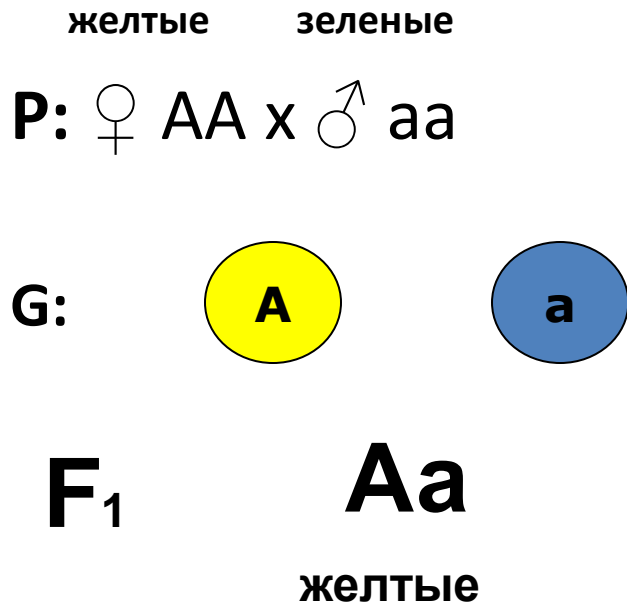 желтые зеленые
P: ♀ AA x ♂ aa
G: A a
F₁ Aa
желтые